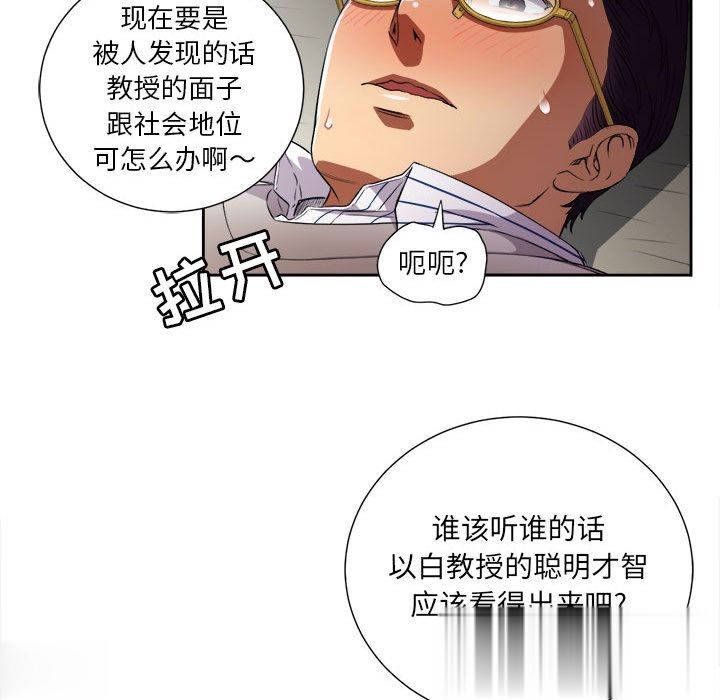 现在要是
被人发现的话
教授的面子
跟社会地位
可怎么办啊～
呃呃?
拉开
谁该听谁的话
以白教授的聪明才智
应该看得出来吧?